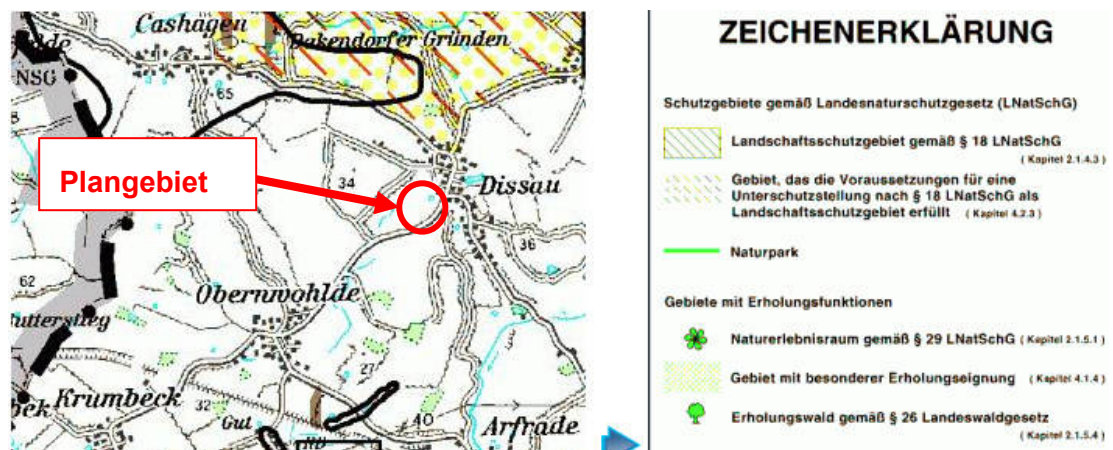 Cashagen
Pakendorfer Gründen
NSG
65
Plangebiet
34
Dissau
36
62
Obernwohlde
27
Krumbeck
32
Gut
40
Arfrade
ZEICHENERKLÄRUNG
Schutzgebiete gemäß Landesnaturschutzgesetz (LNatSchG)
Landschaftsschutzgebiet gemäß § 18 LNatSchG
( Kapitel 2.1.4.3 )
Gebiet, das die Voraussetzungen für eine
Unterschutzstellung nach § 18 LNatSchG als
Landschaftsschutzgebiet erfüllt ( Kapitel 4.2.3 )
Naturpark
Gebiete mit Erholungsfunktionen
Naturerlebnisraum gemäß § 29 LNatSchG ( Kapitel 2.1.5.1 )
Gebiet mit besonderer Erholungseignung ( Kapitel 4.1.4 )
Erholungswald gemäß § 26 Landeswaldgesetz
( Kapitel 2.1.5.4 )